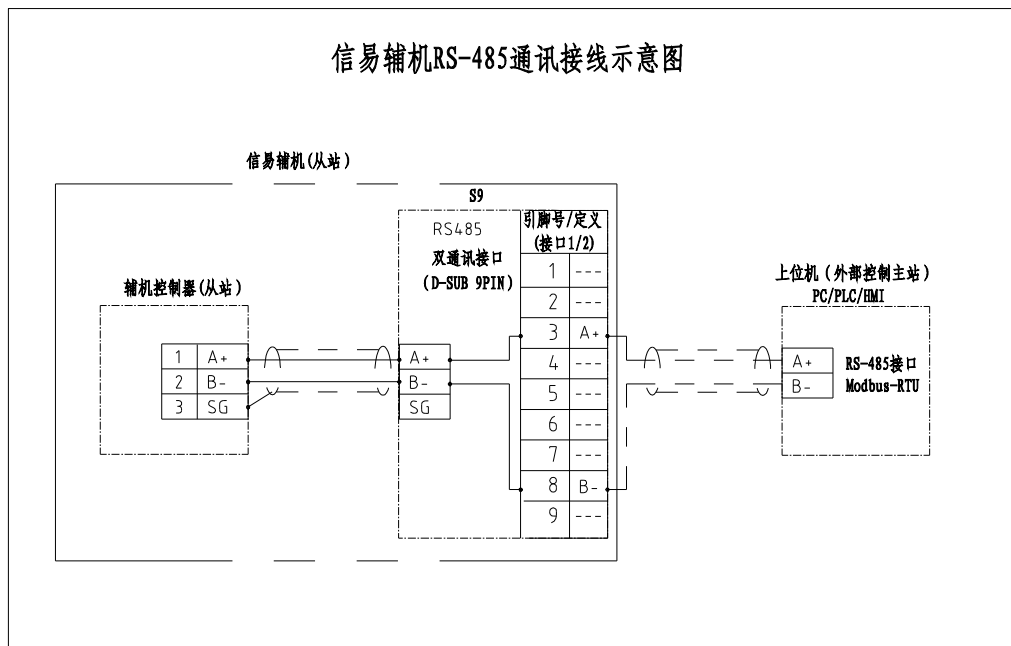 信易辅机RS-485通讯接线示意图
信易辅机(从站)
S9
RS485
双通讯接口
(D-SUB 9PIN)
引脚号/定义
(接口1/2)
1 ---
2 ---
3 A+
4 ---
5 ---
6 ---
7 ---
8 B-
9 ---
辅机控制器(从站)
1 A+
2 B-
3 SG
A+
B-
SG
上位机(外部控制主站)
PC/PLC/HMI
A+
B-
RS-485接口
Modbus-RTU